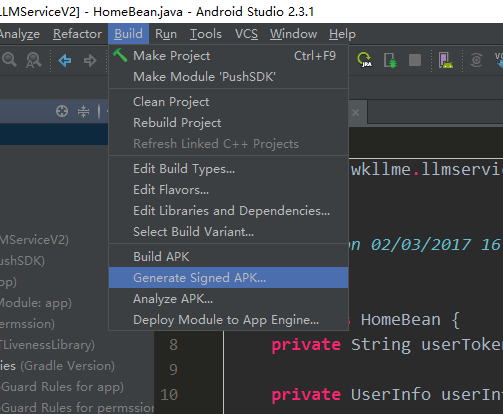 LLMServiceV2] - HomeBean.java - Android Studio 2.3.1
Analyze Refactor Build Run Tools VCS Window Help
Make Project Ctrl+F9
Make Module 'PushSDK'
Clean Project
Rebuild Project
Refresh Linked C++ Projects
Edit Build Types...
Edit Flavors...
Edit Libraries and Dependencies...
Select Build Variant...
Build APK
Generate Signed APK...
Analyze APK...
Deploy Module to App Engine...
JRA
wkllme.llmservic
on 02/03/2017 16
s HomeBean {
8 private String userToken
9
10 private UserInfo userInf
LMServiceV2)
ushSDK)
pp)
Module: app)
ermssion)
TLivenessLibrary)
ies (Gradle Version)
-Guard Rules for app)
-Guard Rules for permssion